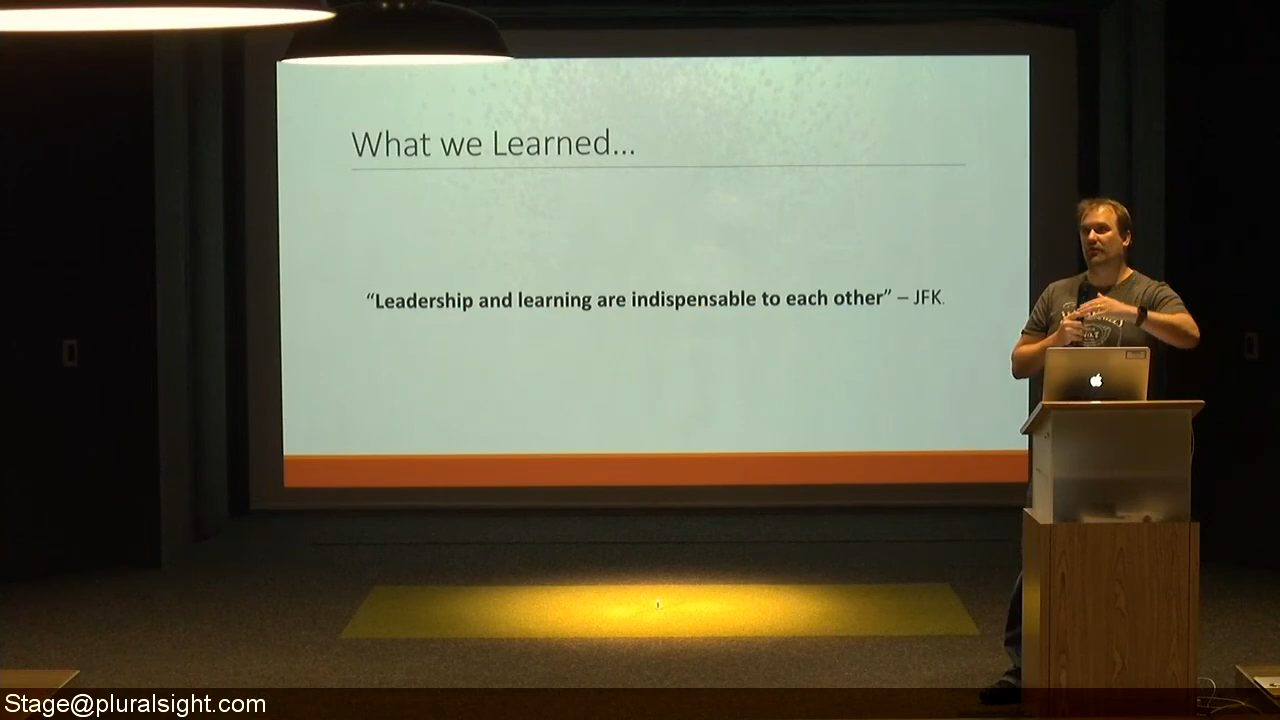 What we Learned...
“Leadership and learning are indispensable to each other” – JFK.
Stage@pluralsight.com